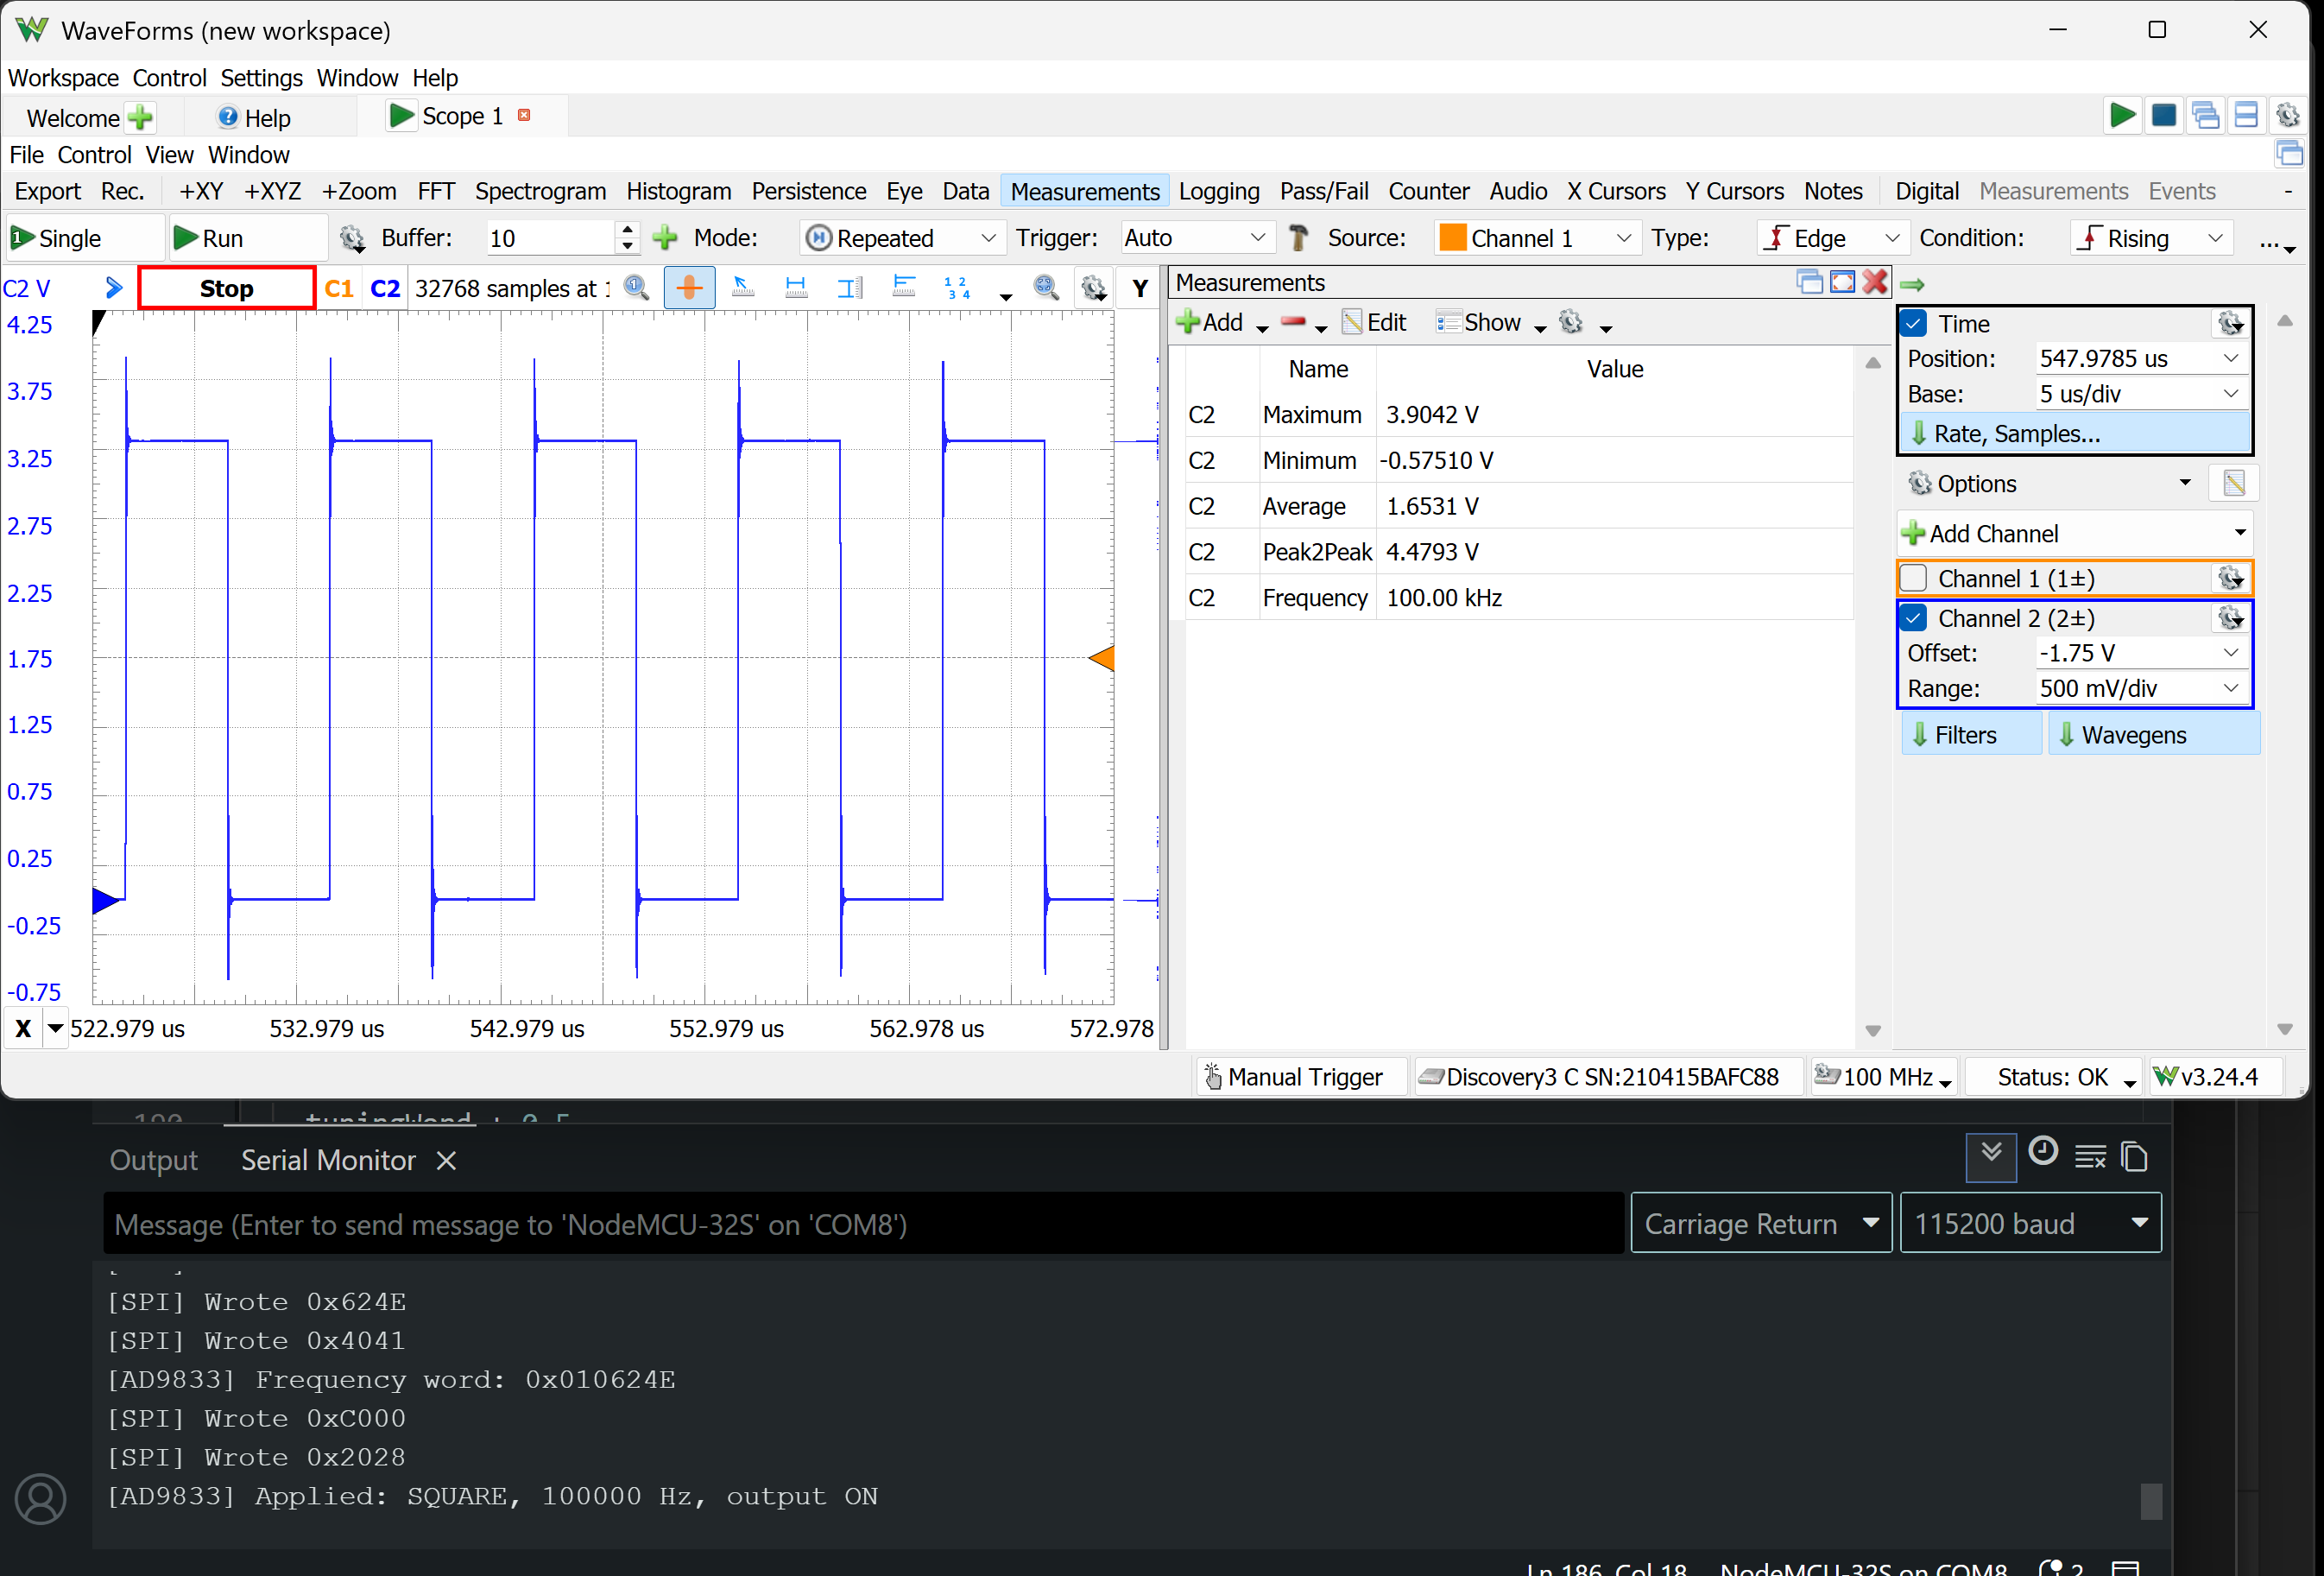 WaveForms (new workspace)
Workspace Control Settings Window Help
Welcome Help Scope 1
File Control View Window
Export Rec. +XY +XYZ +Zoom FFT Spectrogram Histogram Persistence Eye Data Measurements Logging Pass/Fail Counter Audio X Cursors Y Cursors Notes Digital Measurements Events -
1 Single Run Buffer: 10 Mode: Repeated Trigger: Auto Source: Channel 1 Type: Edge Condition: Rising ...
C2 V Stop C1 C2 32768 samples at Y
4.25
3.75
3.25
2.75
2.25
1.75
1.25
0.75
0.25
-0.25
-0.75
X 522.979 us 532.979 us 542.979 us 552.979 us 562.978 us 572.978
Measurements
Add Edit Show
Name Value
C2 Maximum 3.9042 V
C2 Minimum -0.57510 V
C2 Average 1.6531 V
C2 Peak2Peak 4.4793 V
C2 Frequency 100.00 kHz
Time
Position: 547.9785 us
Base: 5 us/div
Rate, Samples...
Options
Add Channel
Channel 1 (1±)
Channel 2 (2±)
Offset: -1.75 V
Range: 500 mV/div
Filters Wavegens
Manual Trigger Discovery3 C SN:210415BAFC88 100 MHz Status: OK v3.24.4
Output Serial Monitor
Message (Enter to send message to 'NodeMCU-32S' on 'COM8')
Carriage Return 115200 baud
[SPI] Wrote 0x624E
[SPI] Wrote 0x4041
[AD9833] Frequency word: 0x010624E
[SPI] Wrote 0xC000
[SPI] Wrote 0x2028
[AD9833] Applied: SQUARE, 100000 Hz, output ON
Ln 186, Col 18 NodeMCU-32S on COM8 2